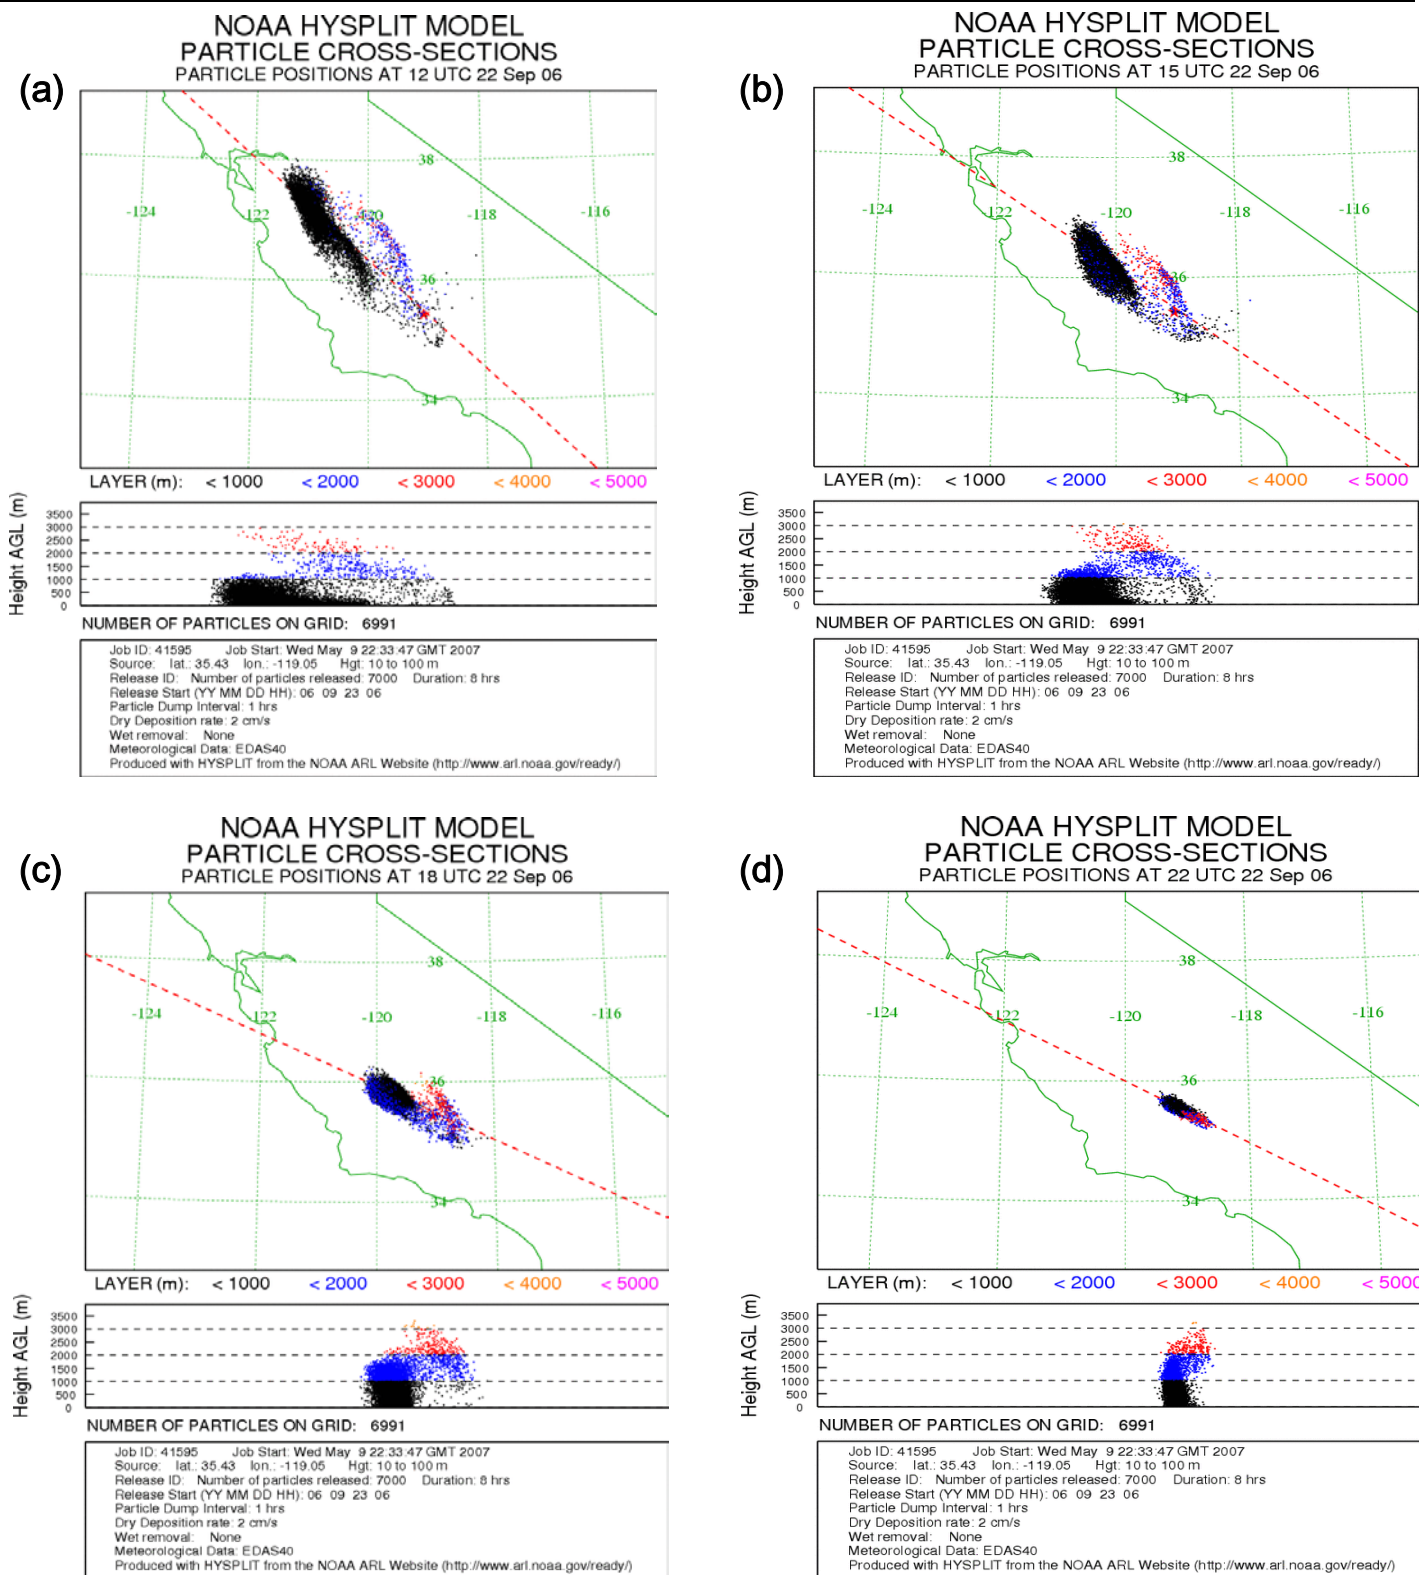 NOAA HYSPLIT MODEL
PARTICLE CROSS-SECTIONS
PARTICLE POSITIONS AT 12 UTC 22 Sep 06
(a)
38
-124
-122
-120
-118
-116
36
34
LAYER (m): < 1000 < 2000 < 3000 < 4000 < 5000
Height AGL (m)
3500
3000
2500
2000
1500
1000
500
0
NUMBER OF PARTICLES ON GRID: 6991
Job ID: 41595 Job Start: Wed May 9 22:33:47 GMT 2007
Source: lat.: 35.43 lon.: -119.05 Hgt: 10 to 100 m
Release ID: Number of particles released: 7000 Duration: 8 hrs
Release Start (YY MM DD HH): 06 09 23 06
Particle Dump Interval: 1 hrs
Dry Deposition rate: 2 cm/s
Wet removal: None
Meteorological Data: EDAS40
Produced with HYSPLIT from the NOAA ARL Website (http://www.arl.noaa.gov/ready/)
NOAA HYSPLIT MODEL
PARTICLE CROSS-SECTIONS
PARTICLE POSITIONS AT 15 UTC 22 Sep 06
(b)
38
-124
-122
-120
-118
-116
36
34
LAYER (m): < 1000 < 2000 < 3000 < 4000 < 5000
Height AGL (m)
3500
3000
2500
2000
1500
1000
500
0
NUMBER OF PARTICLES ON GRID: 6991
Job ID: 41595 Job Start: Wed May 9 22:33:47 GMT 2007
Source: lat.: 35.43 lon.: -119.05 Hgt: 10 to 100 m
Release ID: Number of particles released: 7000 Duration: 8 hrs
Release Start (YY MM DD HH): 06 09 23 06
Particle Dump Interval: 1 hrs
Dry Deposition rate: 2 cm/s
Wet removal: None
Meteorological Data: EDAS40
Produced with HYSPLIT from the NOAA ARL Website (http://www.arl.noaa.gov/ready/)
NOAA HYSPLIT MODEL
PARTICLE CROSS-SECTIONS
PARTICLE POSITIONS AT 18 UTC 22 Sep 06
(c)
38
-124
-122
-120
-118
-116
36
34
LAYER (m): < 1000 < 2000 < 3000 < 4000 < 5000
Height AGL (m)
3500
3000
2500
2000
1500
1000
500
0
NUMBER OF PARTICLES ON GRID: 6991
Job ID: 41595 Job Start: Wed May 9 22:33:47 GMT 2007
Source: lat.: 35.43 lon.: -119.05 Hgt: 10 to 100 m
Release ID: Number of particles released: 7000 Duration: 8 hrs
Release Start (YY MM DD HH): 06 09 23 06
Particle Dump Interval: 1 hrs
Dry Deposition rate: 2 cm/s
Wet removal: None
Meteorological Data: EDAS40
Produced with HYSPLIT from the NOAA ARL Website (http://www.arl.noaa.gov/ready/)
NOAA HYSPLIT MODEL
PARTICLE CROSS-SECTIONS
PARTICLE POSITIONS AT 22 UTC 22 Sep 06
(d)
38
-124
-122
-120
-118
-116
36
34
LAYER (m): < 1000 < 2000 < 3000 < 4000 < 5000
Height AGL (m)
3500
3000
2500
2000
1500
1000
500
0
NUMBER OF PARTICLES ON GRID: 6991
Job ID: 41595 Job Start: Wed May 9 22:33:47 GMT 2007
Source: lat.: 35.43 lon.: -119.05 Hgt: 10 to 100 m
Release ID: Number of particles released: 7000 Duration: 8 hrs
Release Start (YY MM DD HH): 06 09 23 06
Particle Dump Interval: 1 hrs
Dry Deposition rate: 2 cm/s
Wet removal: None
Meteorological Data: EDAS40
Produced with HYSPLIT from the NOAA ARL Website (http://www.arl.noaa.gov/ready/)